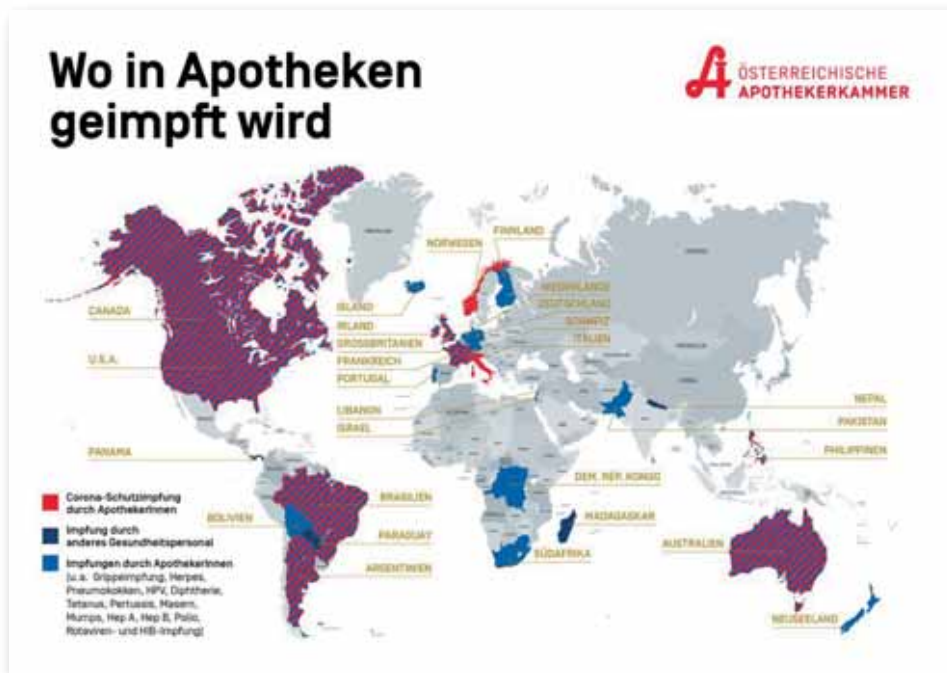 Wo in Apotheken
geimpft wird
ÖSTERREICHISCHE
APOTHEKERKAMMER
FINNLAND
NORWEGEN
NIEDERLANDE
DEUTSCHLAND
SCHWEIZ
ITALIEN
CANADA
U.S.A.
ISLAND
IRLAND
GROSSBRITANIEN
FRANKREICH
PORTUGAL
LIBANON
ISRAEL
NEPAL
PAKISTAN
PHILIPPINEN
PANAMA
DEM. REP. KONGO
BRASILIEN
BOLIVIEN
MADAGASKAR
PARAGUAY
AUSTRALIEN
SÜDAFRIKA
ARGENTINIEN
NEUSEELAND
Corona-Schutzimpfung
durch ApothekerInnen
Impfung durch
anderes Gesundheitspersonal
Impfungen durch ApothekerInnen
(u.a. Grippeimpfung, Herpes,
Pneumokokken, HPV, Diphtherie,
Tetanus, Pertussis, Masern,
Mumps, Hep A, Hep B, Polio,
Rotaviren- und HIB-Impfung)